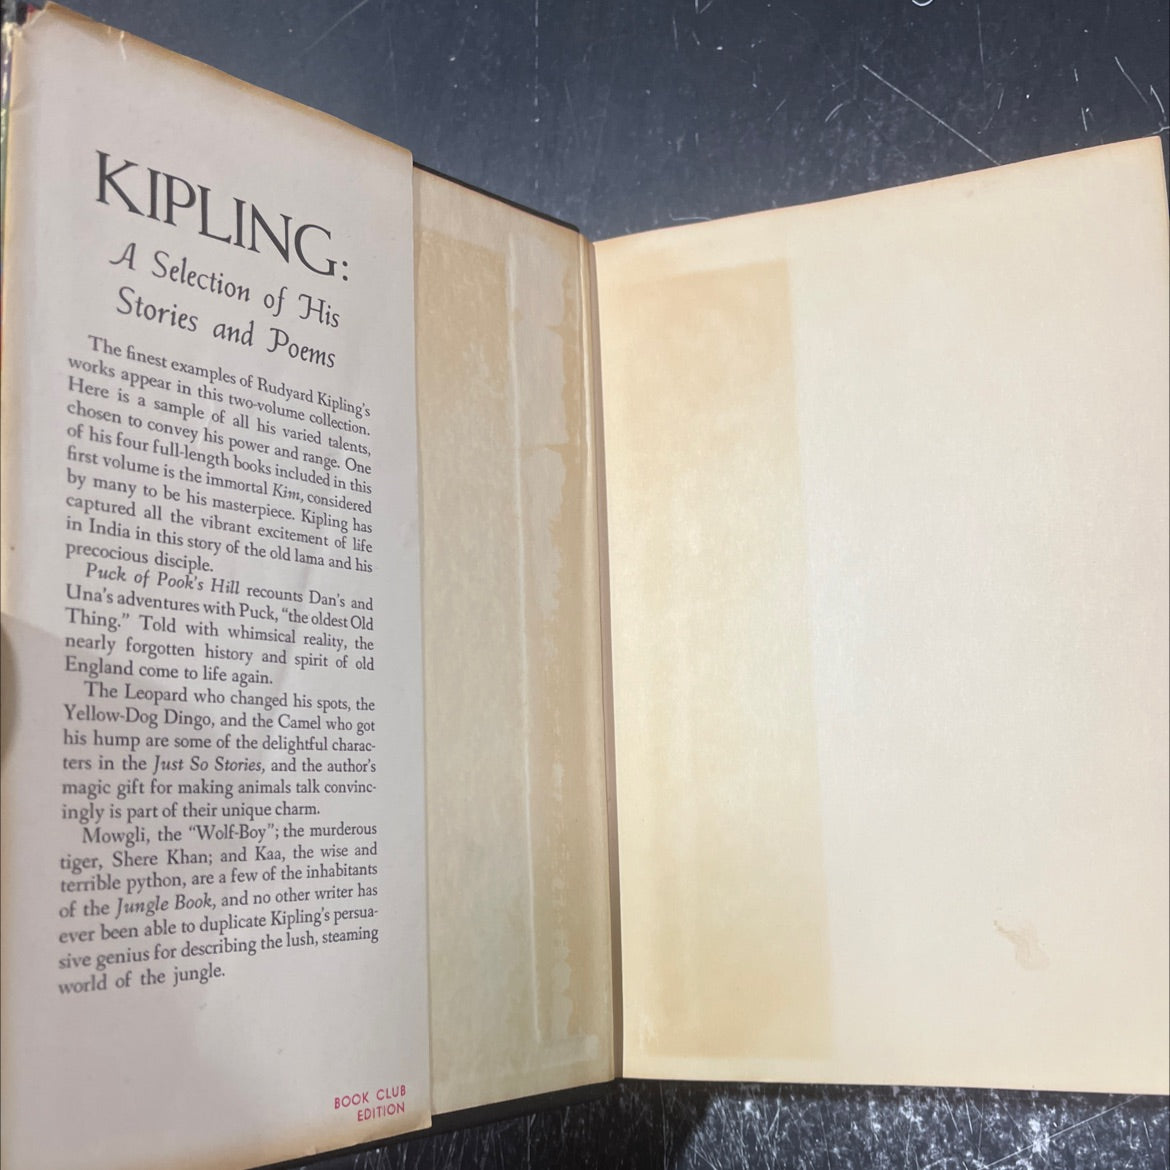 KIPLING:
A Selection of His
Stories and Poems
The finest examples of Rudyard Kipling's
works appear in this two-volume collection.
Here is a sample of all his varied talents,
chosen to convey his power and range. One
of his four full-length books included in this
first volume is the immortal Kim, considered
by many to be his masterpiece. Kipling has
captured all the vibrant excitement of life
in India in this story of the old lama and his
precocious disciple.
Puck of Pook's Hill recounts Dan's and
Una's adventures with Puck, "the oldest Old
Thing." Told with whimsical reality, the
nearly forgotten history and spirit of old
England come to life again.
The Leopard who changed his spots, the
Yellow-Dog Dingo, and the Camel who got
his hump are some of the delightful charac-
ters in the Just So Stories, and the author's
magic gift for making animals talk convinc-
ingly is part of their unique charm.
Mowgli, the "Wolf-Boy"; the murderous
tiger, Shere Khan; and Kaa, the wise and
terrible python, are a few of the inhabitants
of the Jungle Book, and no other writer has
ever been able to duplicate Kipling's persua-
sive genius for describing the lush, steaming
world of the jungle.
BOOK CLUB
EDITION